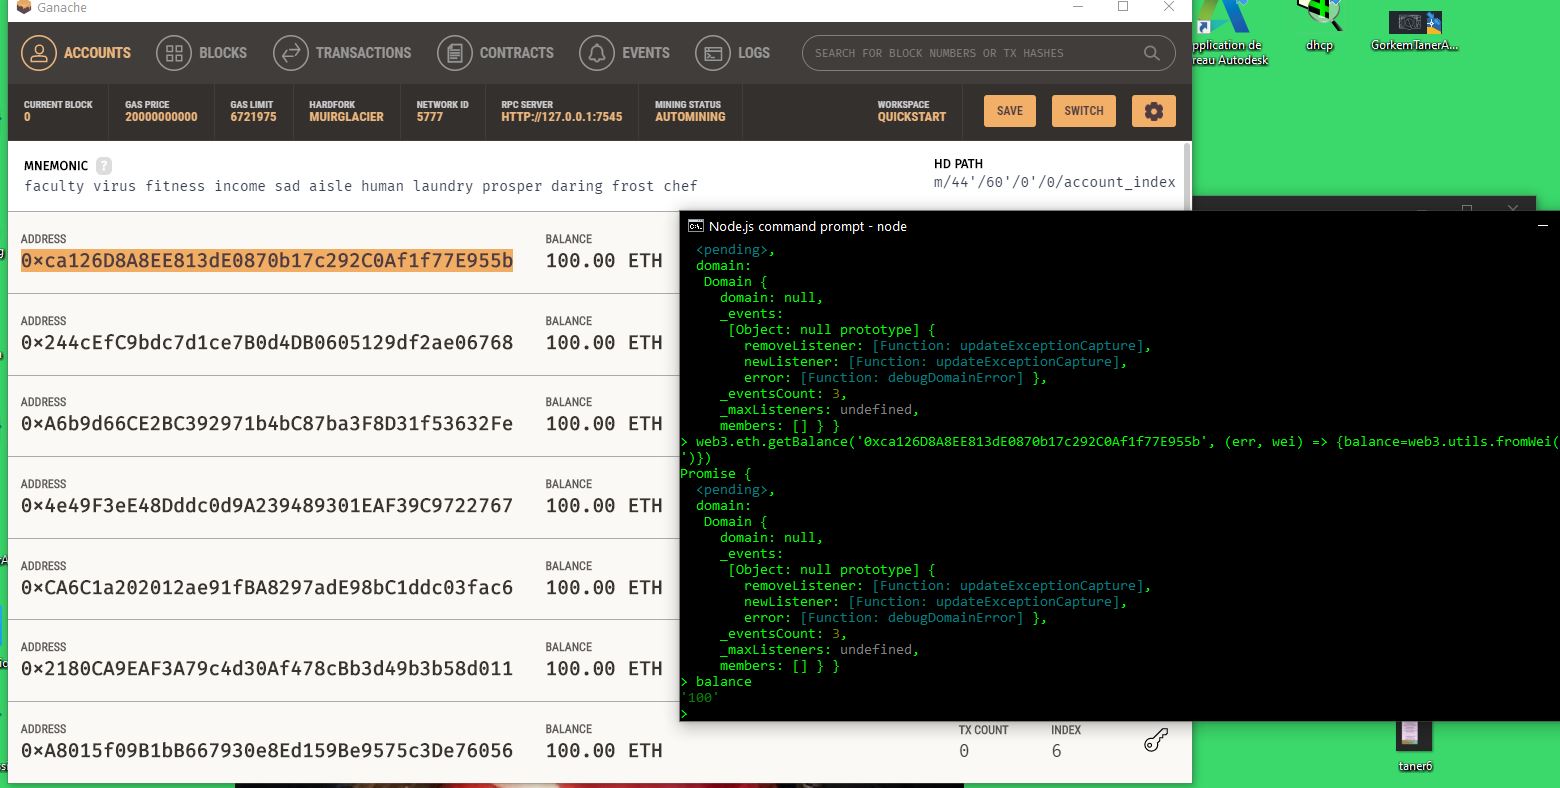 Ganache
ACCOUNTS BLOCKS TRANSACTIONS CONTRACTS EVENTS LOGS SEARCH FOR BLOCK NUMBERS OR TX HASHES
CURRENT BLOCK GAS PRICE GAS LIMIT HARDFORK NETWORK ID RPC SERVER MINING STATUS WORKSPACE
0 20000000000 6721975 MUIRGLACIER 5777 HTTP://127.0.0.1:7545 AUTOMINING QUICKSTART
SAVE SWITCH
MNEMONIC ? HD PATH
faculty virus fitness income sad aisle human laundry prosper daring frost chef m/44'/60'/0'/0/account_index
ADDRESS BALANCE
0×ca126D8A8EE813dE0870b17c292C0Af1f77E955b 100.00 ETH
ADDRESS BALANCE
0×244cEfC9bdc7d1ce7B0d4DB0605129df2ae06768 100.00 ETH
ADDRESS BALANCE
0×A6b9d66CE2BC392971b4bC87ba3F8D31f53632Fe 100.00 ETH
ADDRESS BALANCE
0×4e49F3eE48Dddc0d9A239489301EAF39C9722767 100.00 ETH
ADDRESS BALANCE
0×CA6C1a202012ae91fBA8297adE98bC1ddc03fac6 100.00 ETH
ADDRESS BALANCE
0×2180CA9EAF3A79c4d30Af478cBb3d49b3b58d011 100.00 ETH
ADDRESS BALANCE TX COUNT INDEX
0×A8015f09B1bB667930e8Ed159Be9575c3De76056 100.00 ETH 0 6
Node.js command prompt - node
<pending>,
domain:
Domain {
domain: null,
_events:
[Object: null prototype] {
removeListener: [Function: updateExceptionCapture],
newListener: [Function: updateExceptionCapture],
error: [Function: debugDomainError] },
_eventsCount: 3,
_maxListeners: undefined,
members: [] } }
> web3.eth.getBalance('0xca126D8A8EE813dE0870b17c292C0Af1f77E955b', (err, wei) => {balance=web3.utils.fromWei(
')})
Promise {
<pending>,
domain:
Domain {
domain: null,
_events:
[Object: null prototype] {
removeListener: [Function: updateExceptionCapture],
newListener: [Function: updateExceptionCapture],
error: [Function: debugDomainError] },
_eventsCount: 3,
_maxListeners: undefined,
members: [] } }
> balance
'100'
>
pplication de
reau Autodesk
dhcp
GorkemTanerA...
taner6